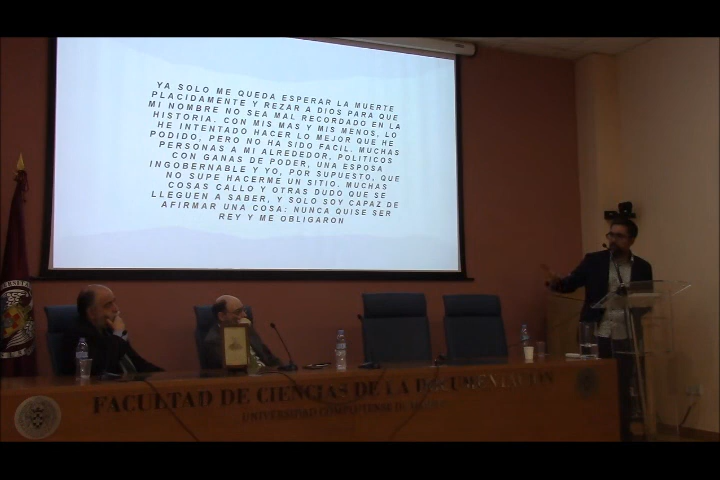 YA SOLO ME QUEDA ESPERAR LA MUERTE
PLACIDAMENTE Y REZAR A DIOS PARA QUE
MI NOMBRE NO SEA MAL RECORDADO EN LA
HISTORIA. CON MIS MAS Y MIS MENOS, LO
HE INTENTADO HACER LO MEJOR QUE HE
PODIDO, PERO NO HA SIDO FACIL. MUCHAS
PERSONAS A MI ALREDEDOR, POLITICOS
CON GANAS DE PODER, UNA ESPOSA
INGOBERNABLE Y YO, POR SUPUESTO, QUE
NO SUPE HACERME UN SITIO. MUCHAS
COSAS CALLO Y OTRAS DUDO QUE SE
LLEGUEN A SABER, Y SOLO SOY CAPAZ DE
AFIRMAR UNA COSA: NUNCA QUISE SER
REY Y ME OBLIGARON
FACULTAD DE CIENCIAS DE LA DOCUMENTACIÓN
UNIVERSIDAD COMPLUTENSE